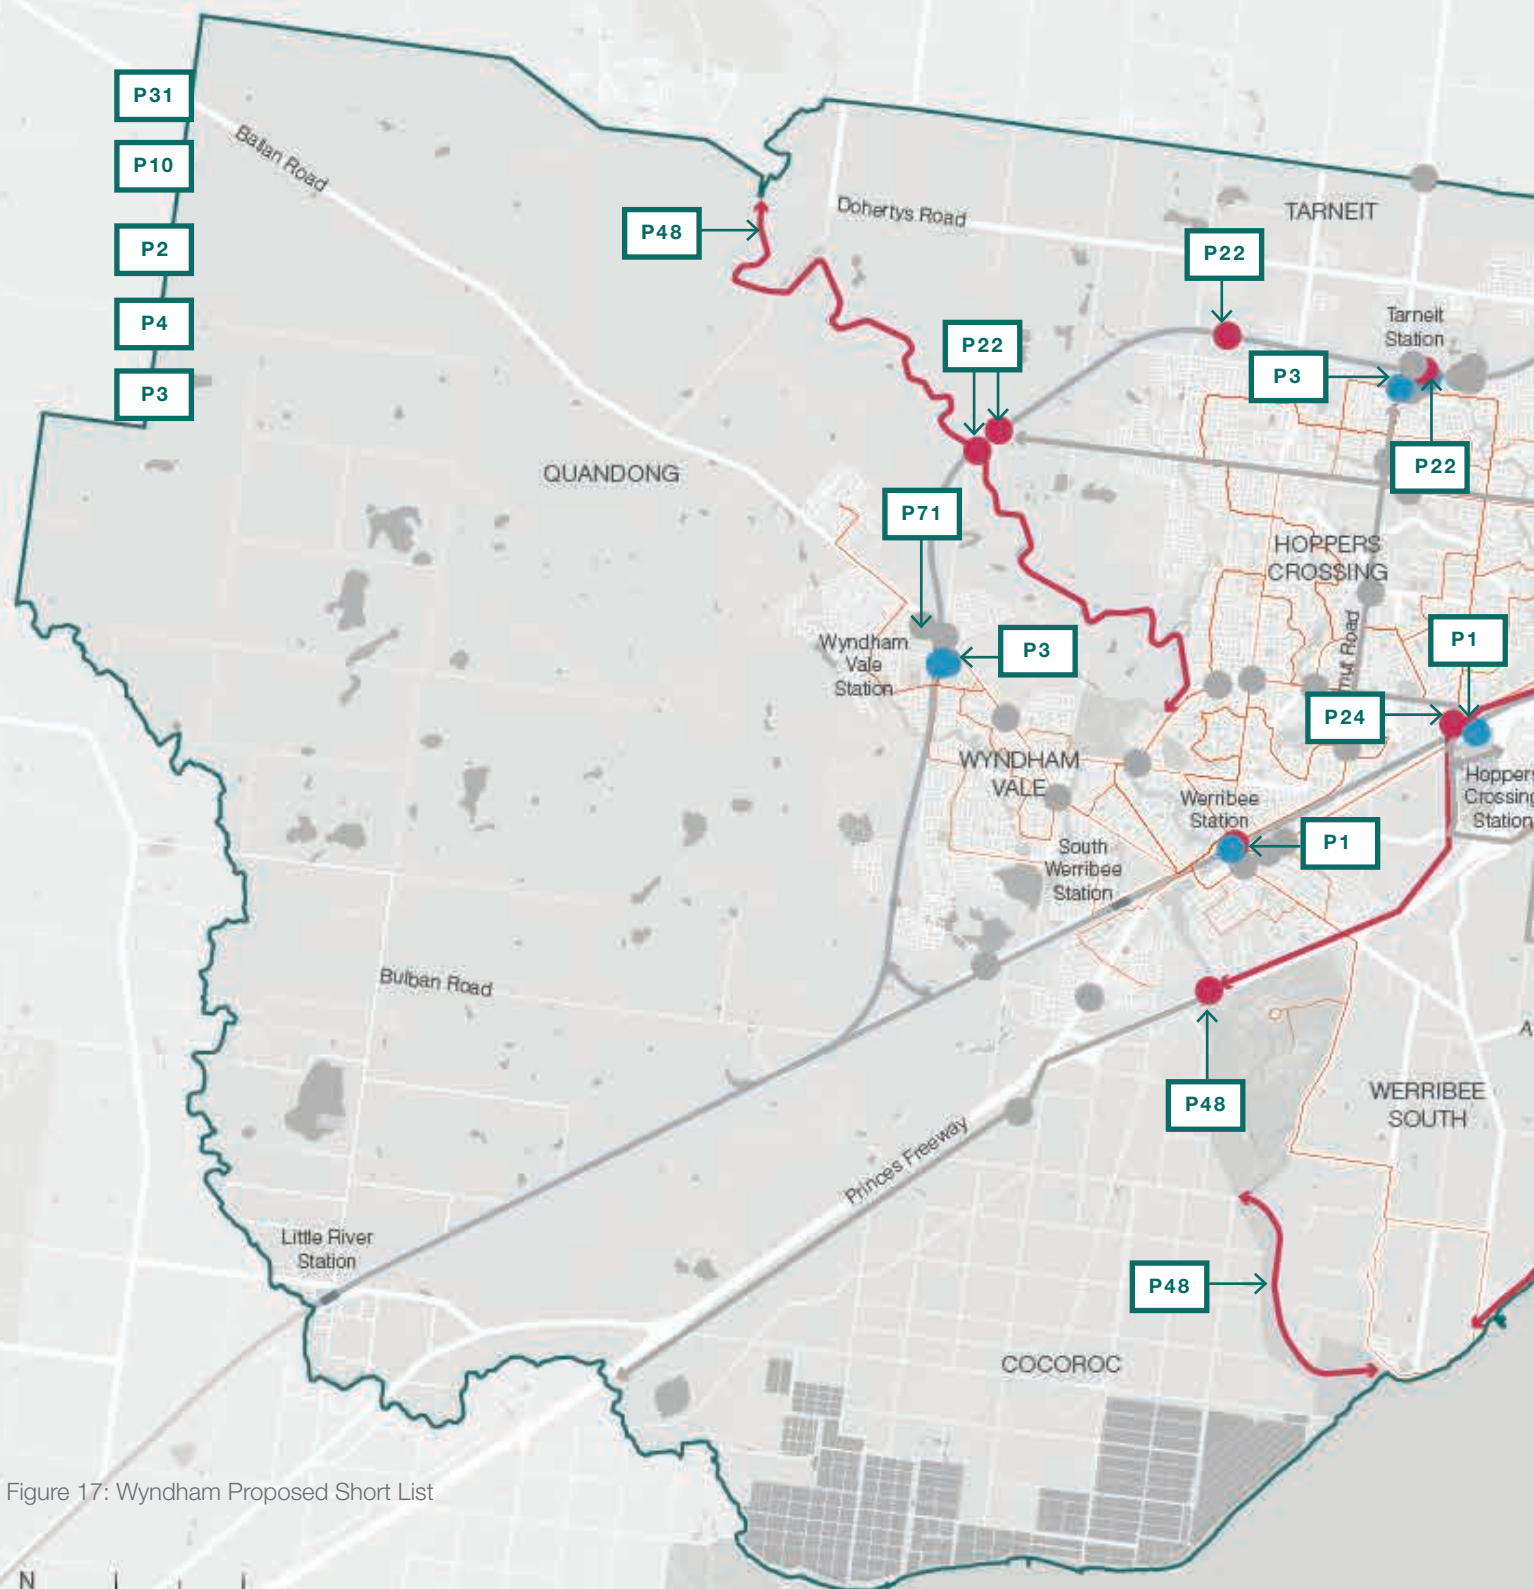 P31
P10
P2
P4
P3
Ballan Road
P48
Dohertys Road
TARNEIT
P22
Tarneit
Station
P22
P3
P22
QUANDONG
P71
HOPPERS
CROSSING
Road
Wyndham
Vale
Station
P3
P1
P24
WYNDHAM
VALE
Hoppers
Crossing
Station
Werribee
Station
P1
South
Werribee
Station
Bulban Road
P48
WERRIBEE
SOUTH
Princes Freeway
Little River
Station
P48
COCOROC
Figure 17: Wyndham Proposed Short List
N